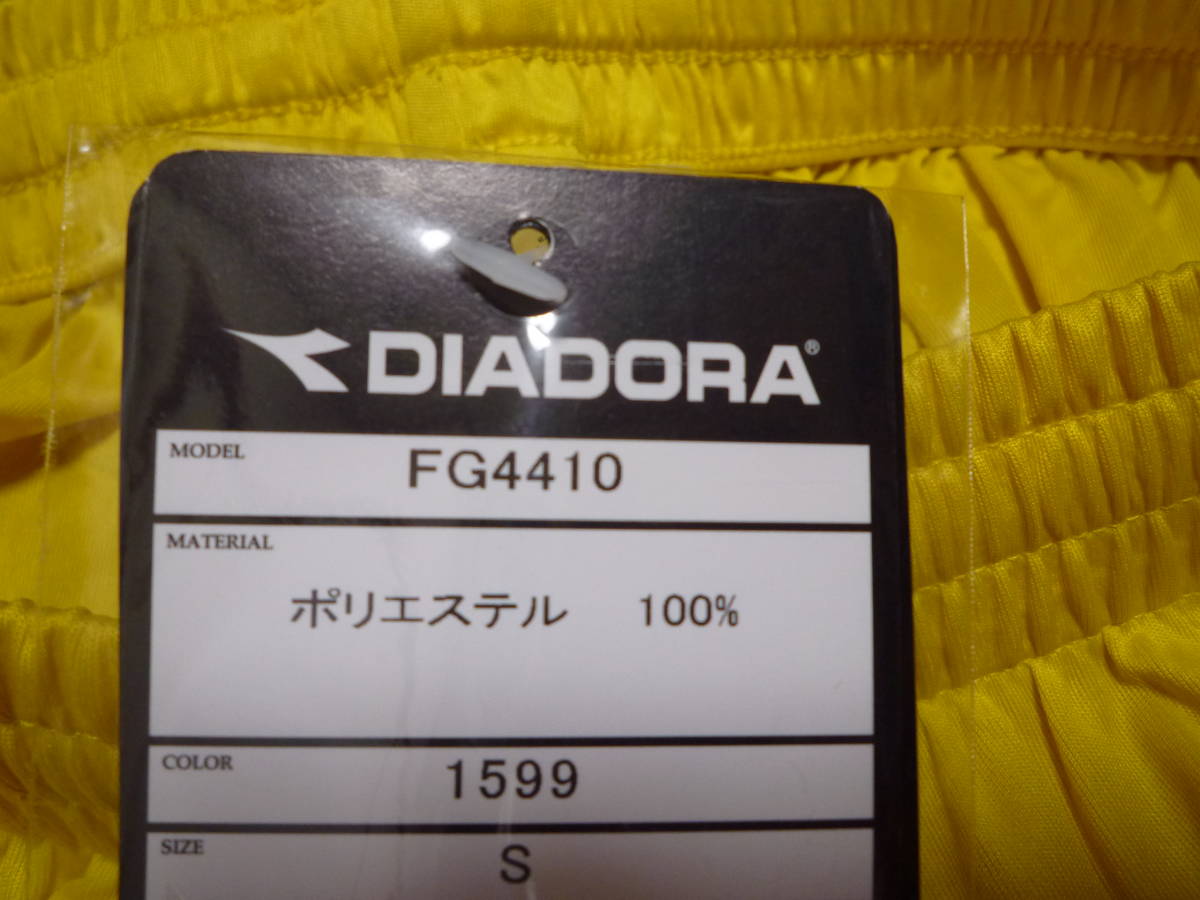 DIADORA®
MODEL FG4410
MATERIAL
ポリエステル 100%
COLOR 1599
SIZE S